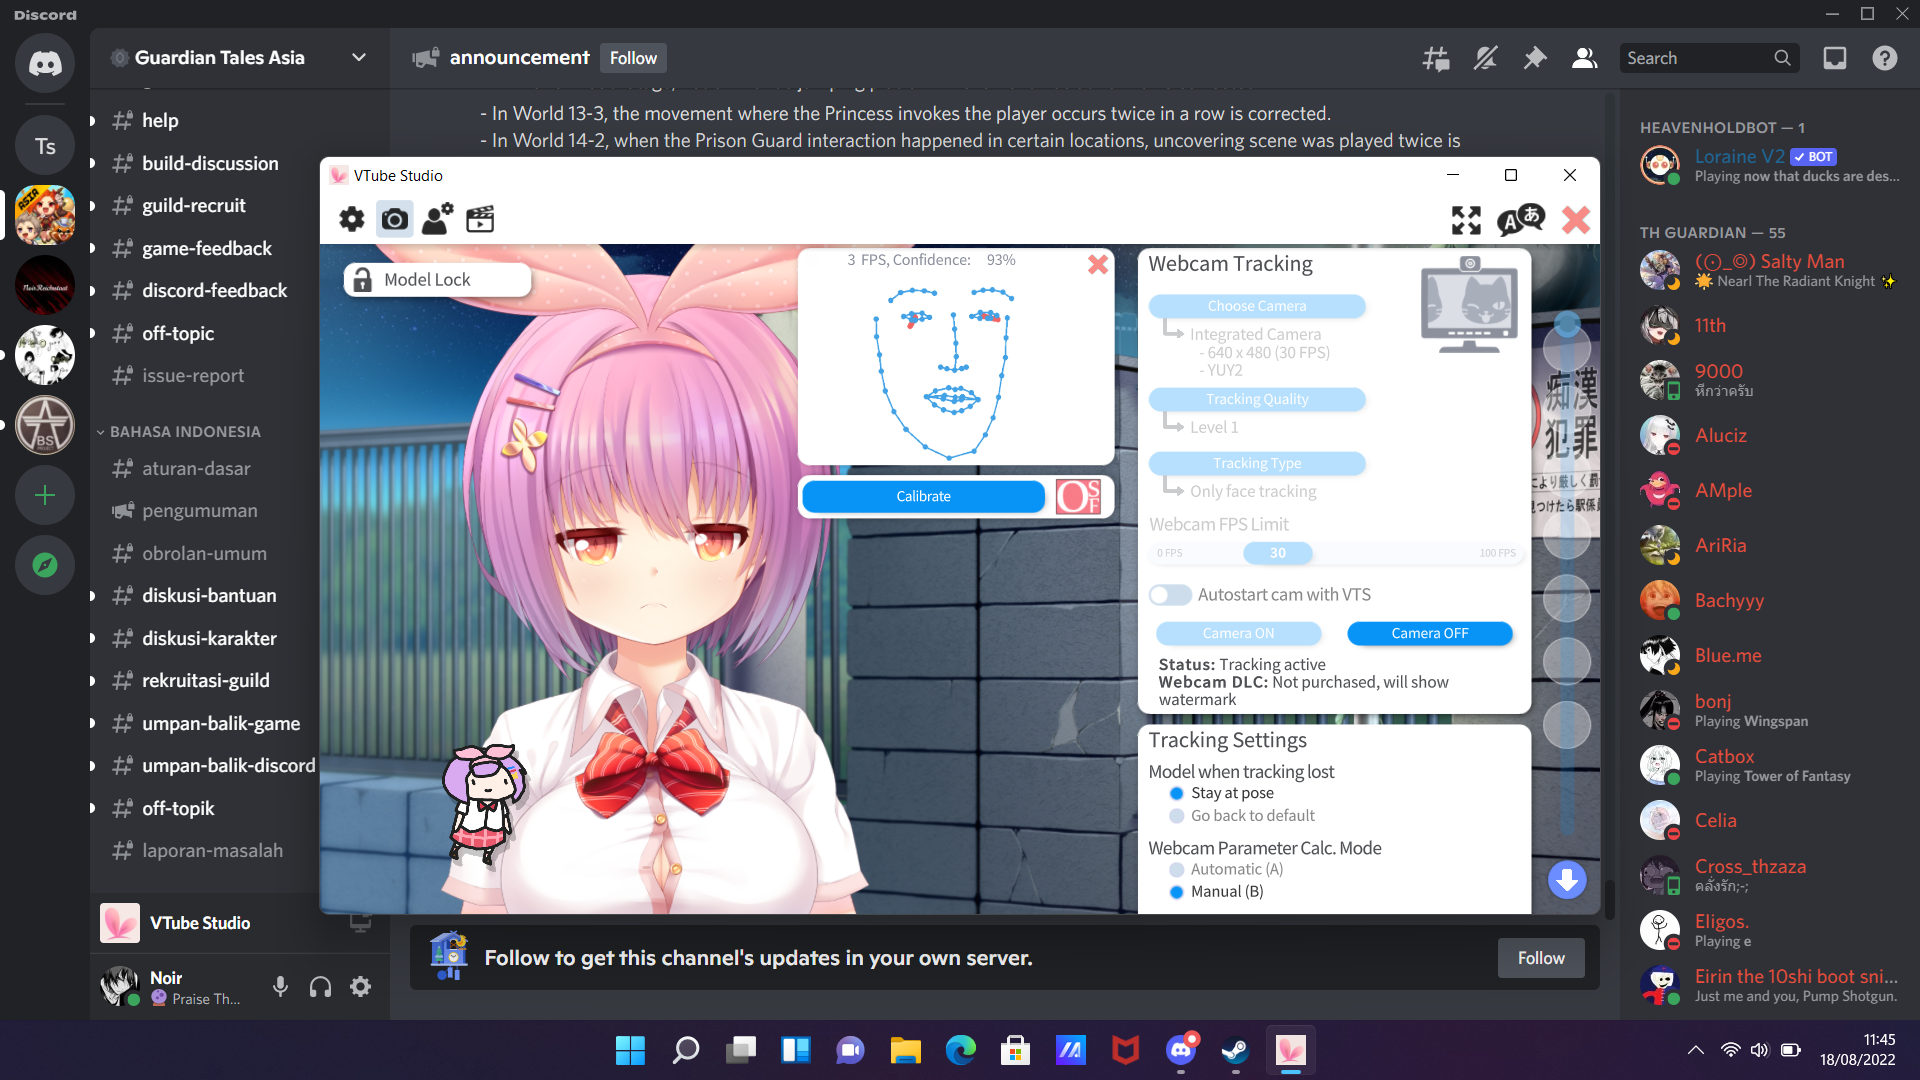 Discord
Guardian Tales Asia
announcement
Follow
Search
Ts
ASIA
NoirReichstaat
BS
help
build-discussion
guild-recruit
game-feedback
discord-feedback
off-topic
issue-report
BAHASA INDONESIA
aturan-dasar
pengumuman
obrolan-umum
diskusi-bantuan
diskusi-karakter
rekruitasi-guild
umpan-balik-game
umpan-balik-discord
off-topik
laporan-masalah
VTube Studio
Noir
Praise Th...
- In World 13-3, the movement where the Princess invokes the player occurs twice in a row is corrected.
- In World 14-2, when the Prison Guard interaction happened in certain locations, uncovering scene was played twice is
VTube Studio
A あ
Model Lock
3 FPS, Confidence: 93%
Calibrate
OSF
Webcam Tracking
Choose Camera
Integrated Camera
- 640 x 480 (30 FPS)
- YUY2
Tracking Quality
Level 1
Tracking Type
Only face tracking
Webcam FPS Limit
0 FPS
30
100 FPS
Autostart cam with VTS
Camera ON
Camera OFF
Status: Tracking active
Webcam DLC: Not purchased, will show
watermark
Tracking Settings
Model when tracking lost
Stay at pose
Go back to default
Webcam Parameter Calc. Mode
Automatic (A)
Manual (B)
痴漢
犯罪
Follow to get this channel's updates in your own server.
Follow
HEAVENHOLDBOT — 1
Loraine V2 BOT
Playing now that ducks are des...
TH GUARDIAN — 55
(⊙_◎) Salty Man
🌟 Nearl The Radiant Knight ✨
11th
9000
หีกว่าครับ
Aluciz
AMple
AriRia
Bachyyy
Blue.me
bonj
Playing Wingspan
Catbox
Playing Tower of Fantasy
Celia
Cross_thzaza
คลั่งรัก;-;
Eligos.
Playing e
Eirin the 10shi boot sni...
Just me and you, Pump Shotgun.
11:45
18/08/2022